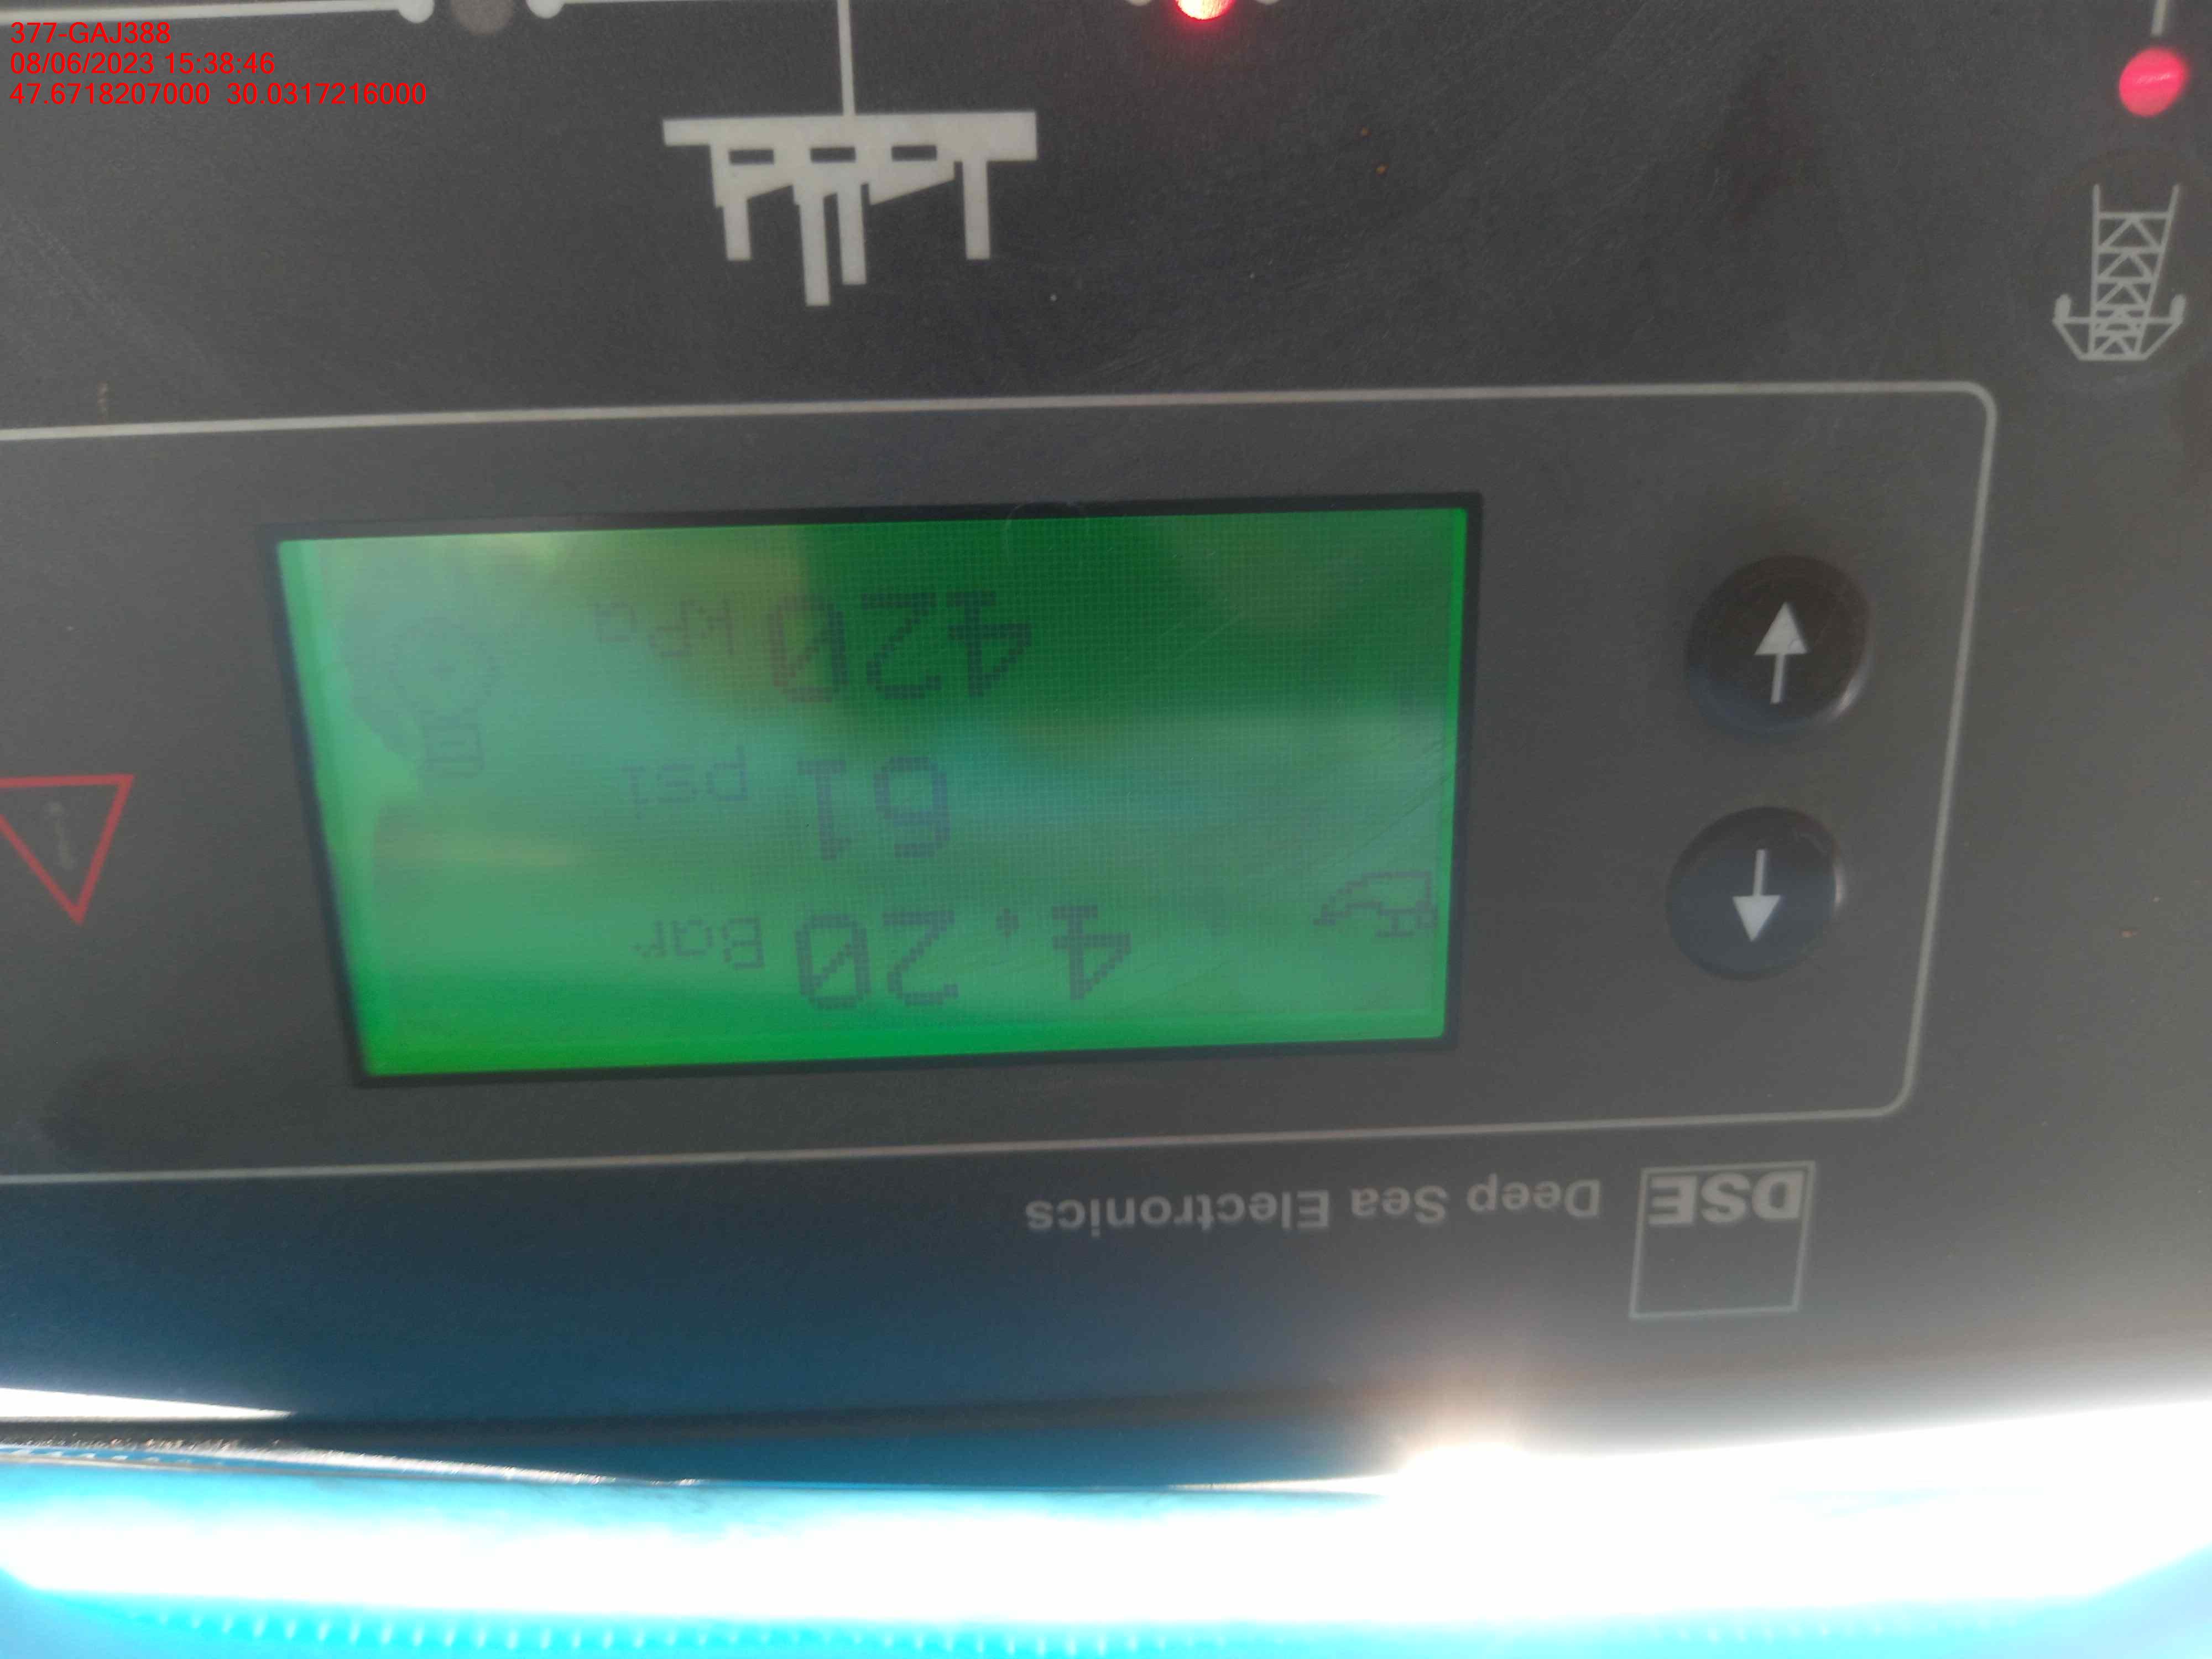 377-GAJ388
08/06/2023 15:38:46
47.6718207000 30.0317216000
DSE Deep Sea Electronics
4.20 Bar
61 psi
420 kPa